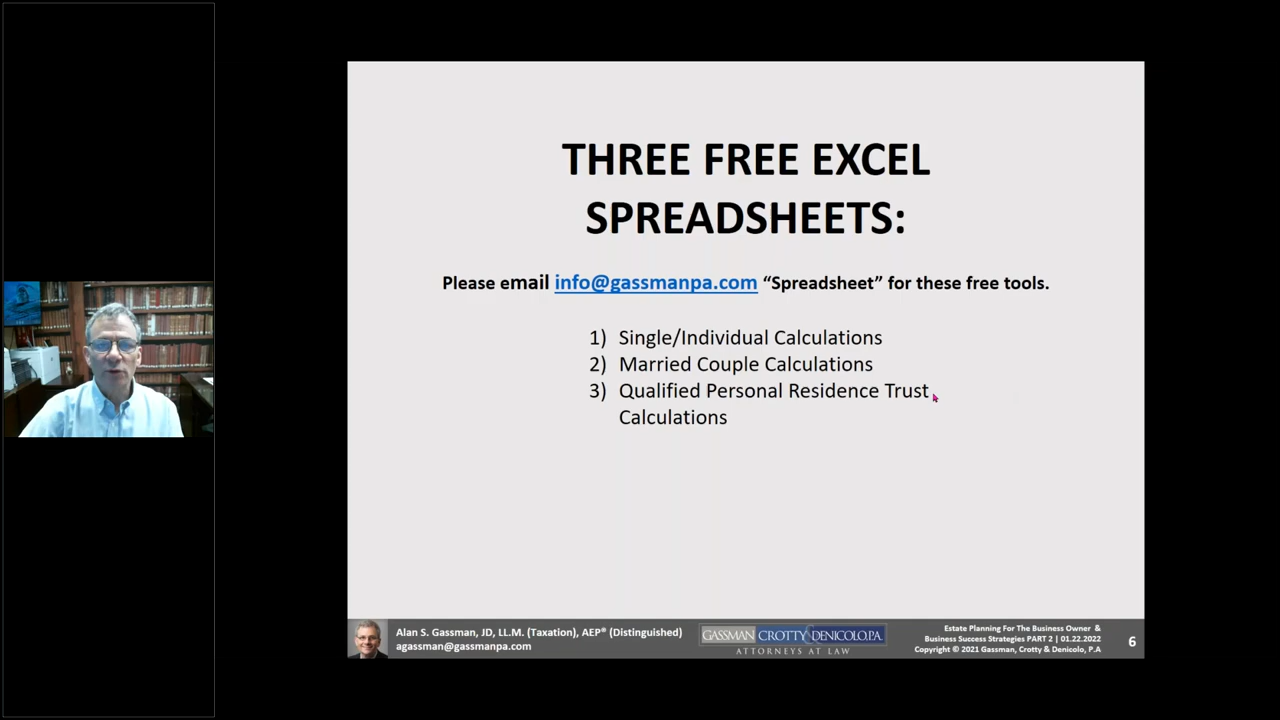 THREE FREE EXCEL
SPREADSHEETS:
Please email info@gassmanpa.com “Spreadsheet” for these free tools.
1) Single/Individual Calculations
2) Married Couple Calculations
3) Qualified Personal Residence Trust
Calculations
Alan S. Gassman, JD, LL.M. (Taxation), AEP® (Distinguished)
agassman@gassmanpa.com
GASSMAN CROTTY & DENICOLO, P.A.
ATTORNEYS AT LAW
Estate Planning For The Business Owner &
Business Success Strategies PART 2 | 01.22.2022
Copyright © 2021 Gassman, Crotty & Denicolo, P.A
6